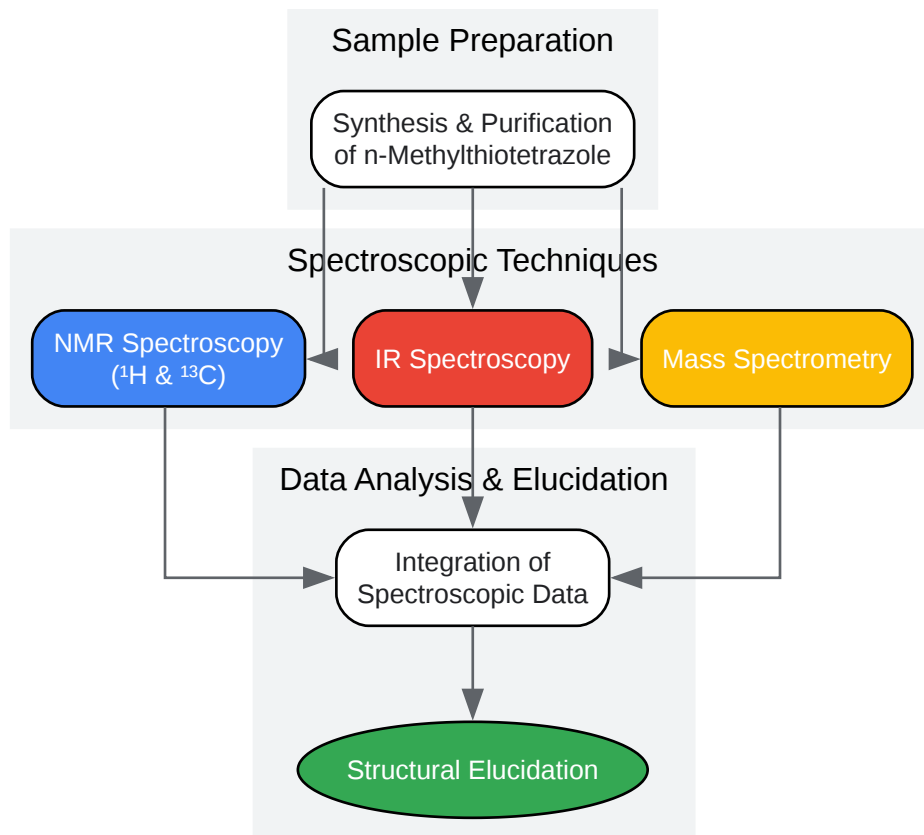 Sample Preparation
Synthesis & Purification
of n-Methylthiotetrazole
Spectroscopic Techniques
NMR Spectroscopy
(¹H & ¹³C)
IR Spectroscopy
Mass Spectrometry
Data Analysis & Elucidation
Integration of
Spectroscopic Data
Structural Elucidation